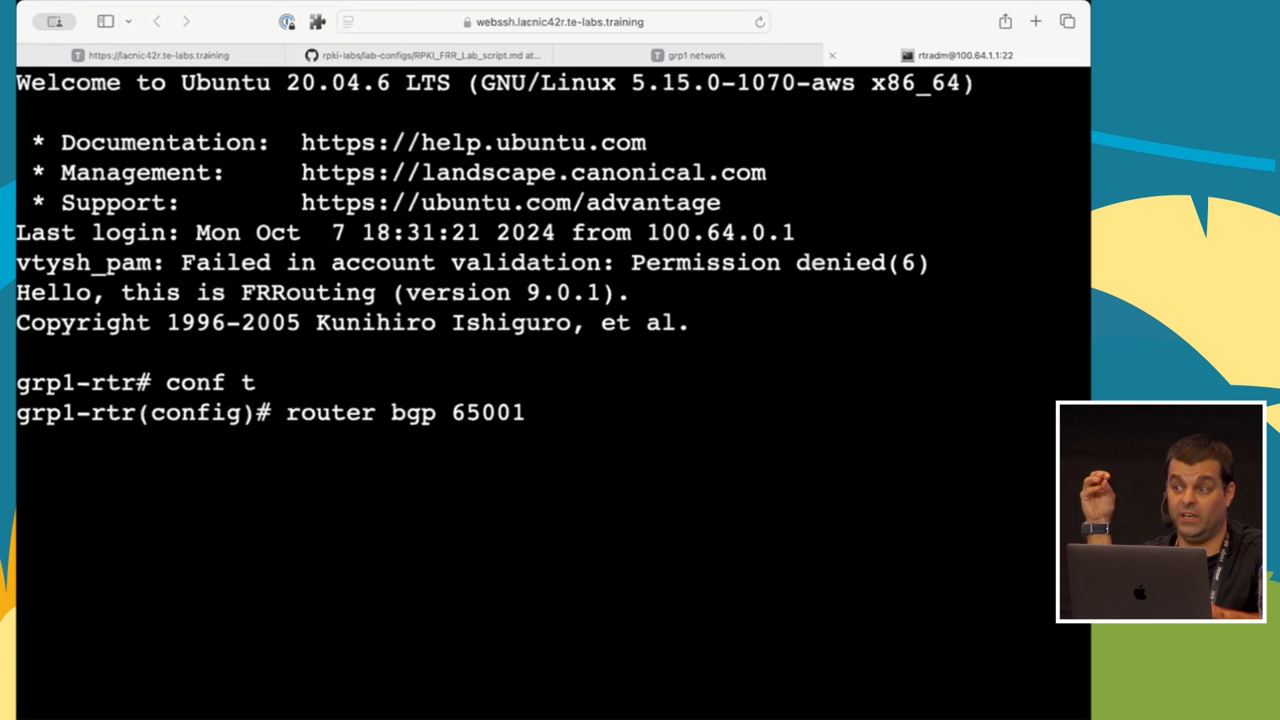 webssh.lacnic42r.te-labs.training
https://lacnic42r.te-labs.training
rpki-labs/lab-configs/RPKI_FRR_Lab_script.md at...
grp1 network
rtradm@100.64.1.1:22
Welcome to Ubuntu 20.04.6 LTS (GNU/Linux 5.15.0-1070-aws x86_64)
* Documentation: https://help.ubuntu.com
* Management: https://landscape.canonical.com
* Support: https://ubuntu.com/advantage
Last login: Mon Oct 7 18:31:21 2024 from 100.64.0.1
vtysh_pam: Failed in account validation: Permission denied(6)
Hello, this is FRRouting (version 9.0.1).
Copyright 1996-2005 Kunihiro Ishiguro, et al.
grp1-rtr# conf t
grp1-rtr(config)# router bgp 65001